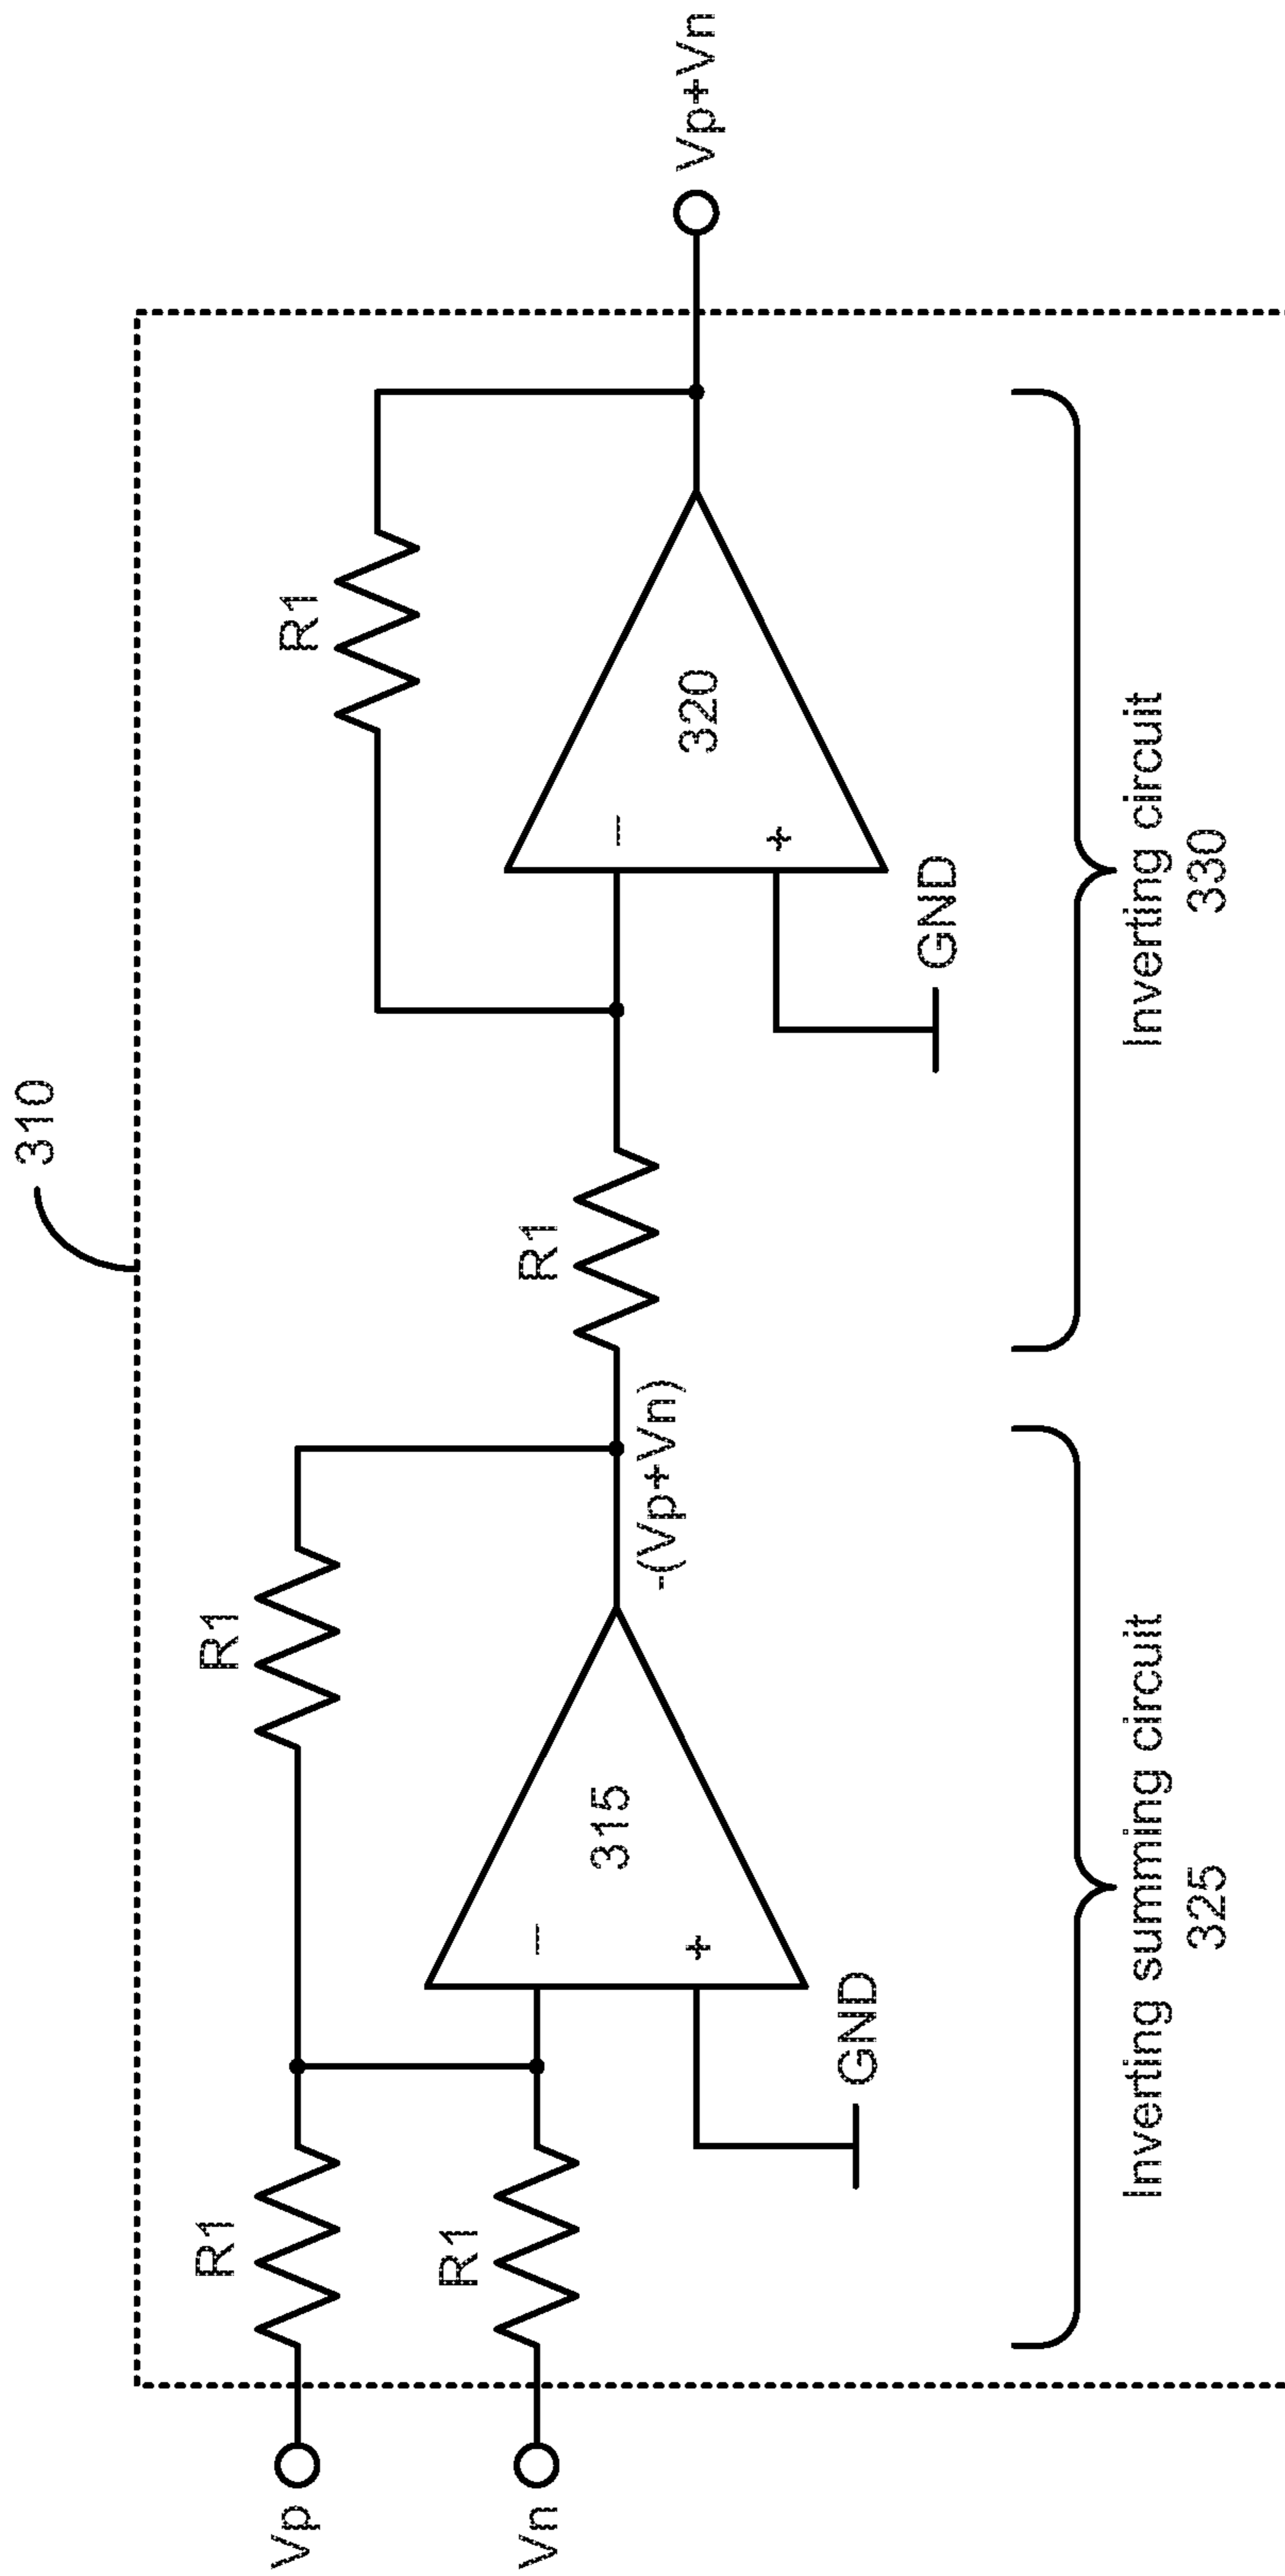 310
Vp
Vn
R1
R1
R1
315
−
+
GND
-(Vp+Vn)
R1
R1
320
−
+
GND
Vp+Vn
Inverting summing circuit
325
Inverting circuit
330